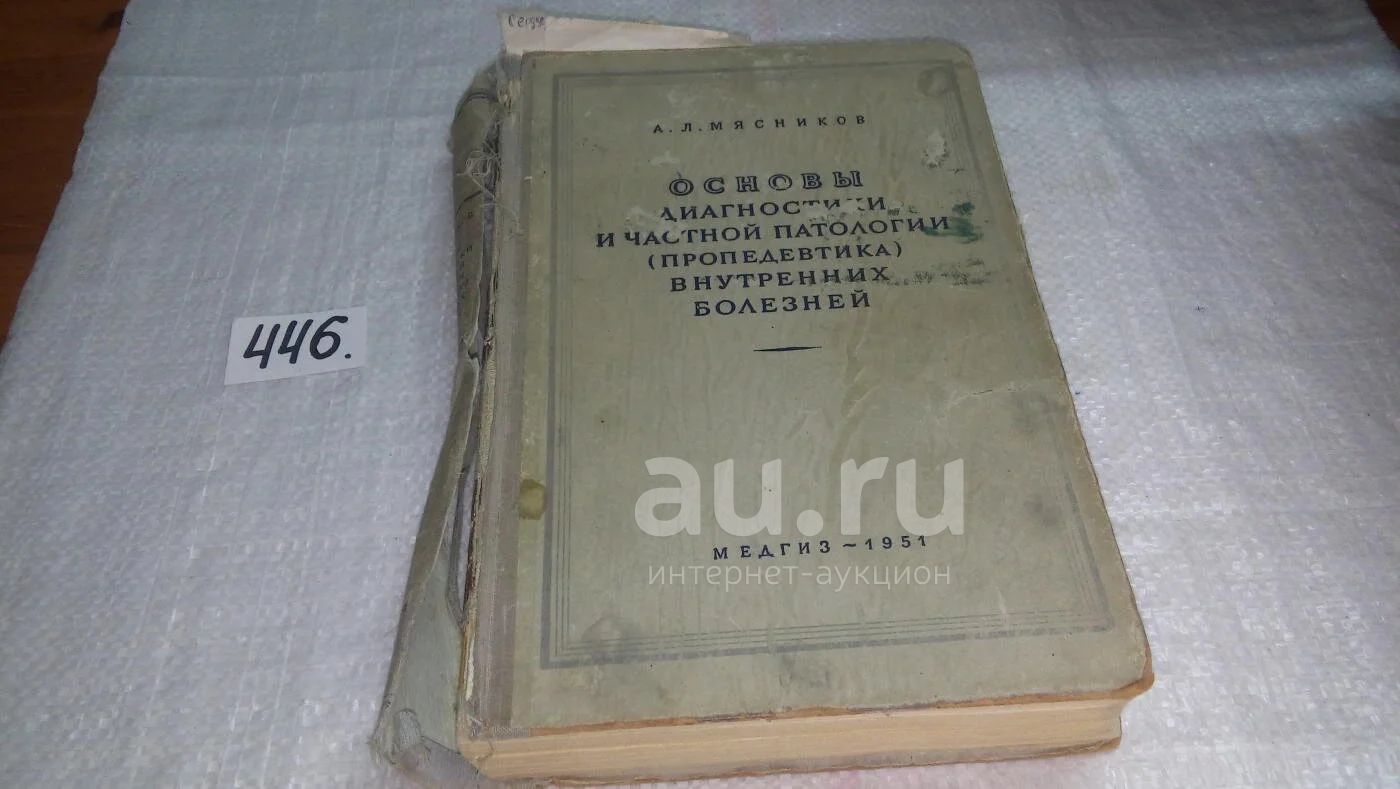 А. Л. МЯСНИКОВ
ОСНОВЫ
ДИАГНОСТИКИ
И ЧАСТНОЙ ПАТОЛОГИИ
(ПРОПЕДЕВТИКА)
ВНУТРЕННИХ
БОЛЕЗНЕЙ
446.
au.ru
МЕДГИЗ ~ 1951
интернет-аукцион